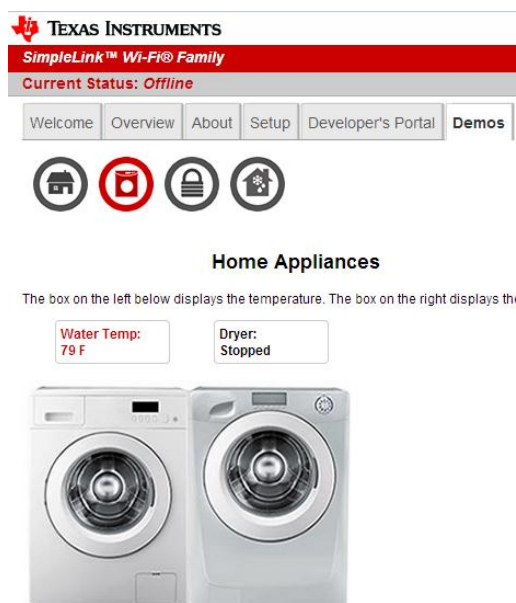 TEXAS INSTRUMENTS
SimpleLink™ Wi-Fi® Family
Current Status: Offline
Welcome Overview About Setup Developer's Portal Demos
Home Appliances
The box on the left below displays the temperature. The box on the right displays the
Water Temp: Dryer:
79 F Stopped